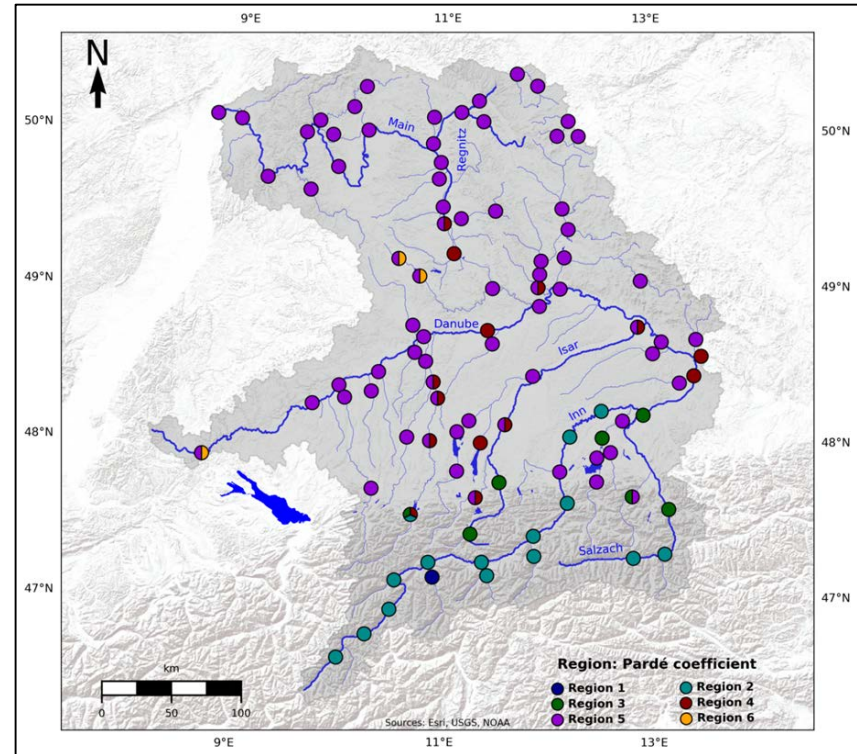 9°E 11°E 13°E
N
50°N
50°N
Main
Regnitz
49°N
49°N
Danube
Isar
Inn
48°N
48°N
Salzach
47°N
47°N
km
0 50 100
Region: Pardé coefficient
Region 1 Region 2
Region 3 Region 4
Region 5 Region 6
Sources: Esri, USGS, NOAA
9°E 11°E 13°E